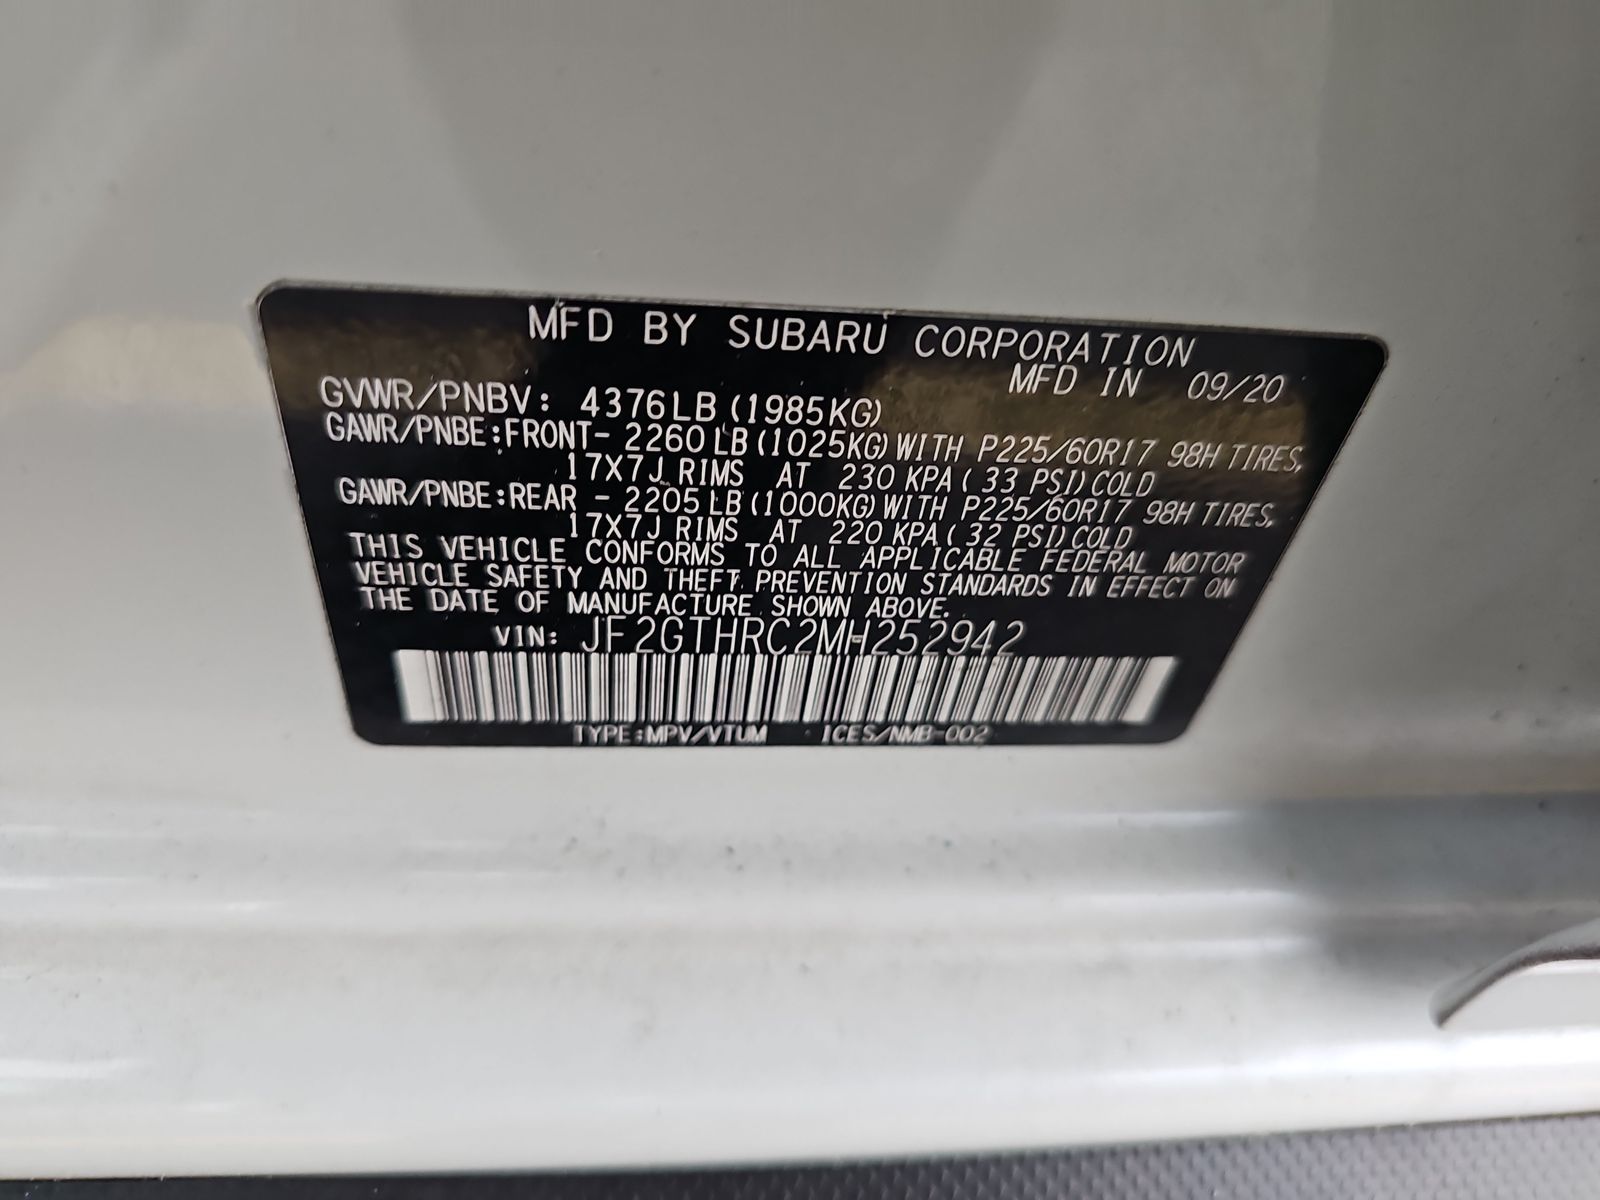 MFD BY SUBARU CORPORATION
MFD IN 09/20
GVWR/PNBV: 4376LB (1985KG)
GAWR/PNBE:FRONT- 2260 LB (1025KG) WITH P225/60R17 98H TIRES,
17X7J RIMS AT 230 KPA ( 33 PSI) COLD
GAWR/PNBE:REAR - 2205 LB (1000KG) WITH P225/60R17 98H TIRES,
17X7J RIMS AT 220 KPA ( 32 PSI) COLD
THIS VEHICLE CONFORMS TO ALL APPLICABLE FEDERAL MOTOR
VEHICLE SAFETY AND THEFT PREVENTION STANDARDS IN EFFECT ON
THE DATE OF MANUFACTURE SHOWN ABOVE.
VIN: JF2GTHRC2MH252942
TYPE:MPV/VTUM ICES/NMB-002